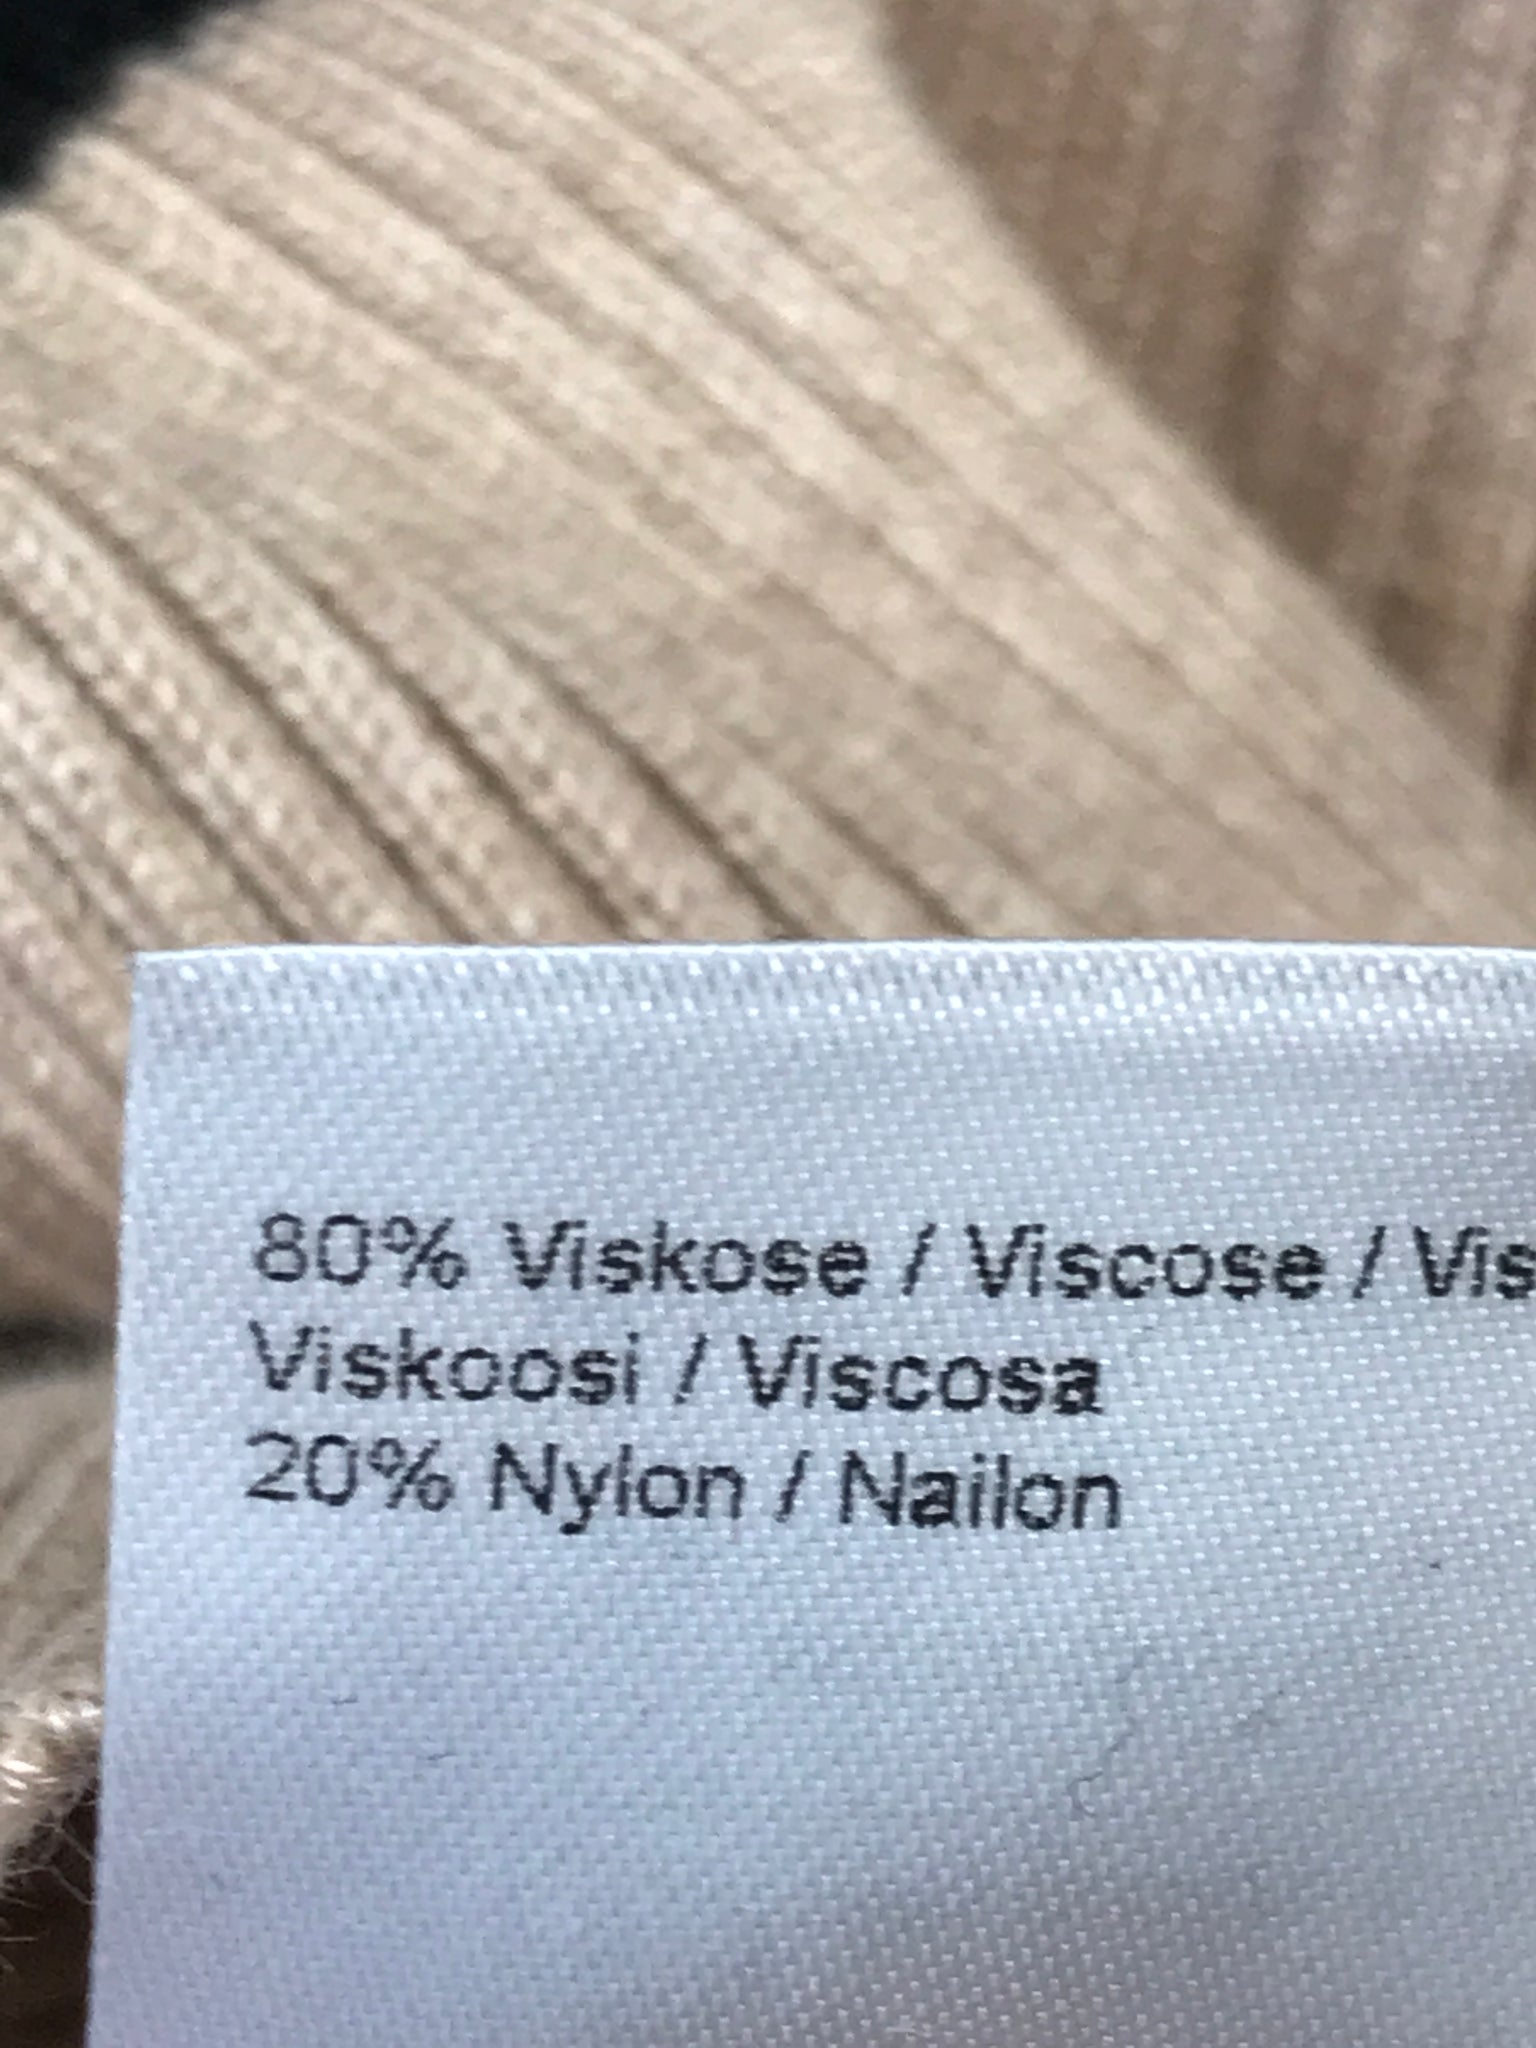 80% Viskose / Viscose / Vis
Viskoosi / Viscosa
20% Nylon / Nailon